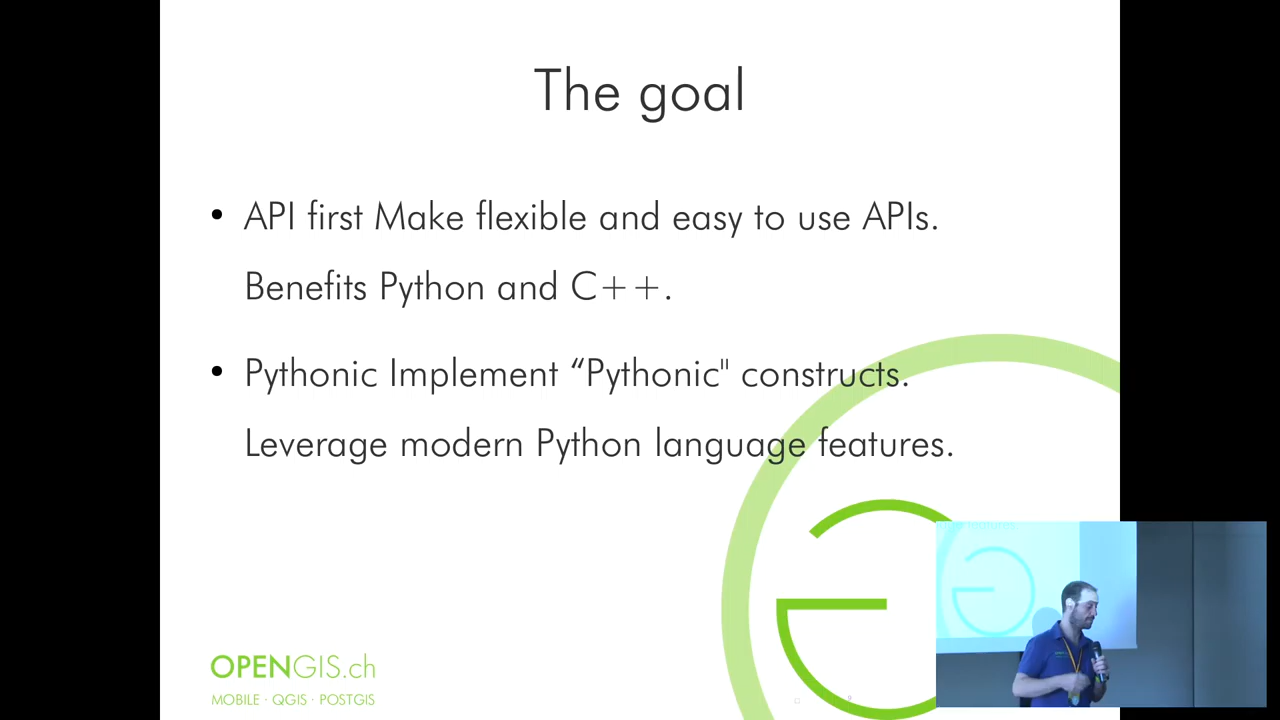 The goal
• API first Make flexible and easy to use APIs.
Benefits Python and C++.
• Pythonic Implement “Pythonic" constructs.
Leverage modern Python language features.
OPENGIS.ch
MOBILE · QGIS · POSTGIS